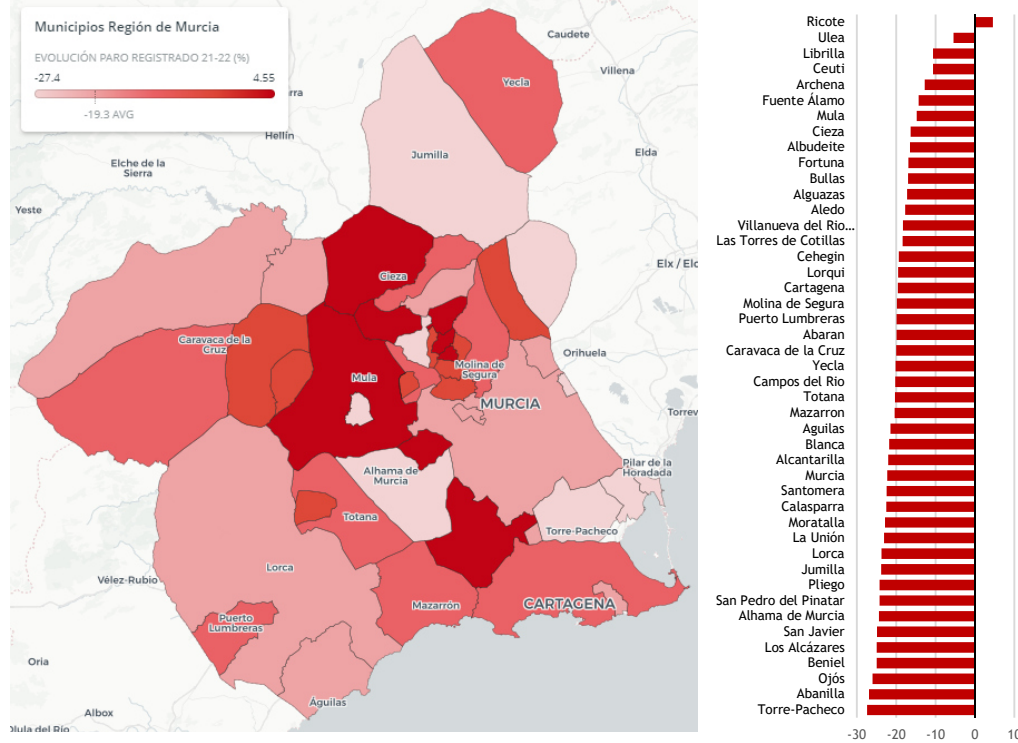 Municipios Región de Murcia
EVOLUCIÓN PARO REGISTRADO 21-22 (%)
-27.4 4.55
-19.3 AVG
Caudete
Villena
Yecla
Hellín
Jumilla
Elda
Elche de la
Sierra
Yeste
Elx / Elc
Cieza
Caravaca de la
Cruz
Orihuela
Molina de
Segura
Mula
MURCIA
Torrev
Alhama de
Murcia
Pilar de la
Horadada
Totana
Torre-Pacheco
Lorca
Vélez-Rubio
Mazarrón
CARTAGENA
Puerto
Lumbreras
Oria
Águilas
Albox
Olula del Río
Ricote
Ulea
Librilla
Ceuti
Archena
Fuente Álamo
Mula
Cieza
Albudeite
Fortuna
Bullas
Alguazas
Aledo
Villanueva del Rio...
Las Torres de Cotillas
Cehegin
Lorqui
Cartagena
Molina de Segura
Puerto Lumbreras
Abaran
Caravaca de la Cruz
Yecla
Campos del Rio
Totana
Mazarron
Aguilas
Blanca
Alcantarilla
Murcia
Santomera
Calasparra
Moratalla
La Unión
Lorca
Jumilla
Pliego
San Pedro del Pinatar
Alhama de Murcia
San Javier
Los Alcázares
Beniel
Ojós
Abanilla
Torre-Pacheco
-30 -20 -10 0 10